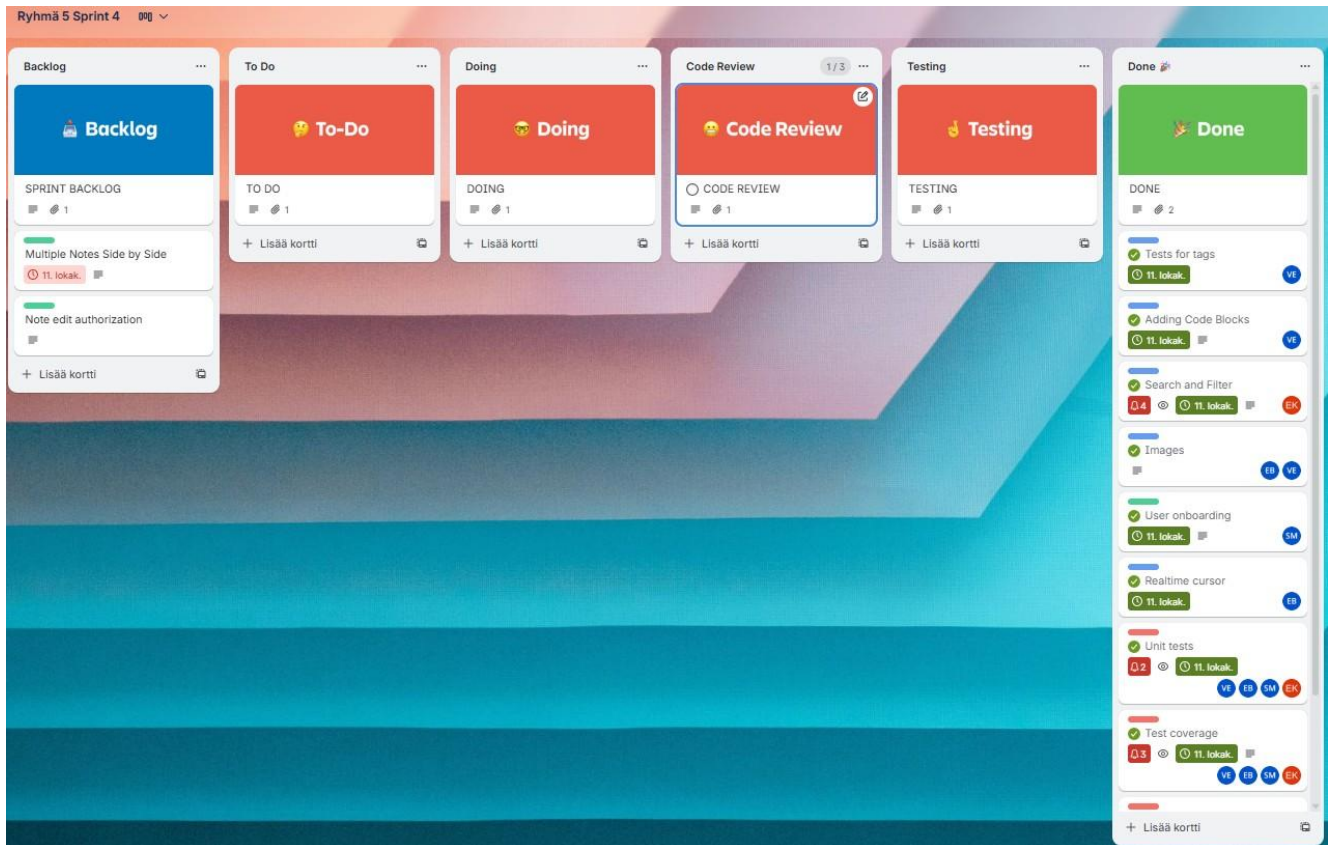 Ryhmä 5 Sprint 4
Backlog
Backlog
SPRINT BACKLOG
1
Multiple Notes Side by Side
11. lokak.
Note edit authorization
+ Lisää kortti
To Do
To-Do
TO DO
1
+ Lisää kortti
Doing
Doing
DOING
1
+ Lisää kortti
Code Review 1/3
Code Review
CODE REVIEW
1
+ Lisää kortti
Testing
Testing
TESTING
1
+ Lisää kortti
Done
Done
DONE
2
Tests for tags
11. lokak. VE
Adding Code Blocks
11. lokak. VE
Search and Filter
4 11. lokak. EK
Images
EB VE
User onboarding
11. lokak. SM
Realtime cursor
11. lokak. EB
Unit tests
2 11. lokak.
VE EB SM EK
Test coverage
3 11. lokak.
VE EB SM EK
+ Lisää kortti